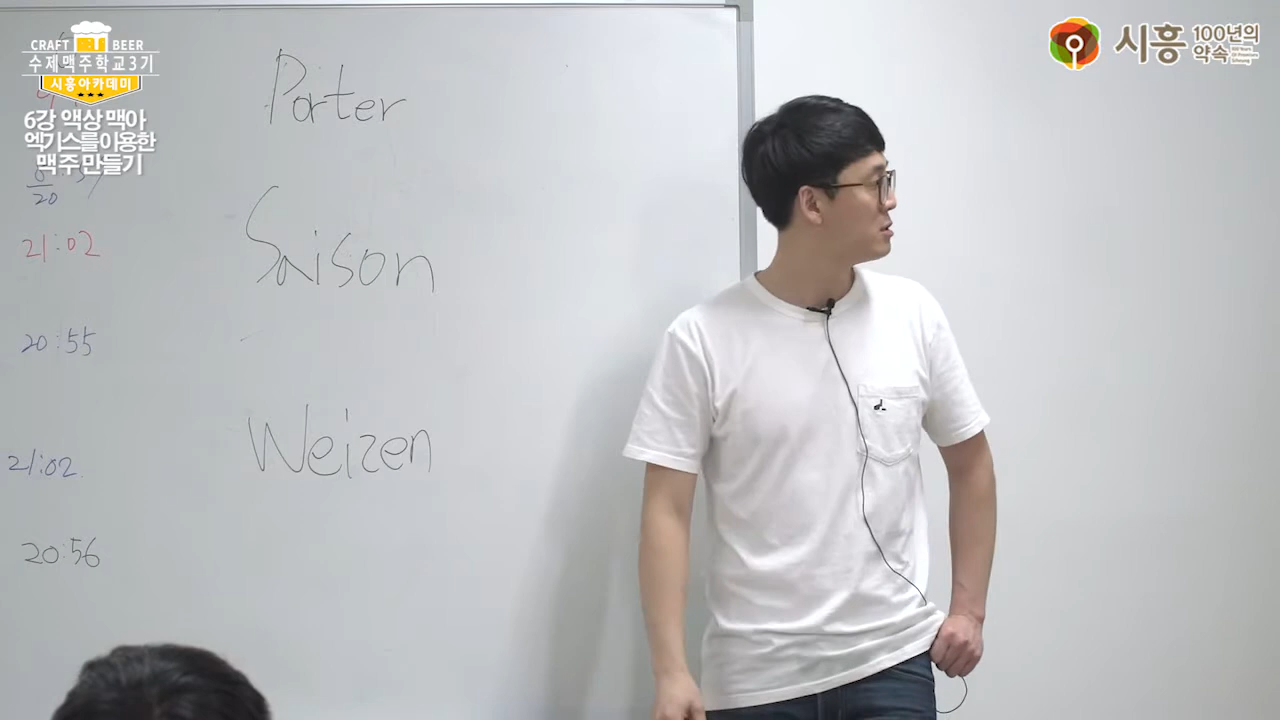 CRAFT BEER
수제맥주학교3기
시흥아카데미
6강 액상 맥아
엑기스를이용한
맥주 만들기
시흥 100년의
약속
Porter
20
21:02
Saison
20:55
Weizen
21:02
20:56